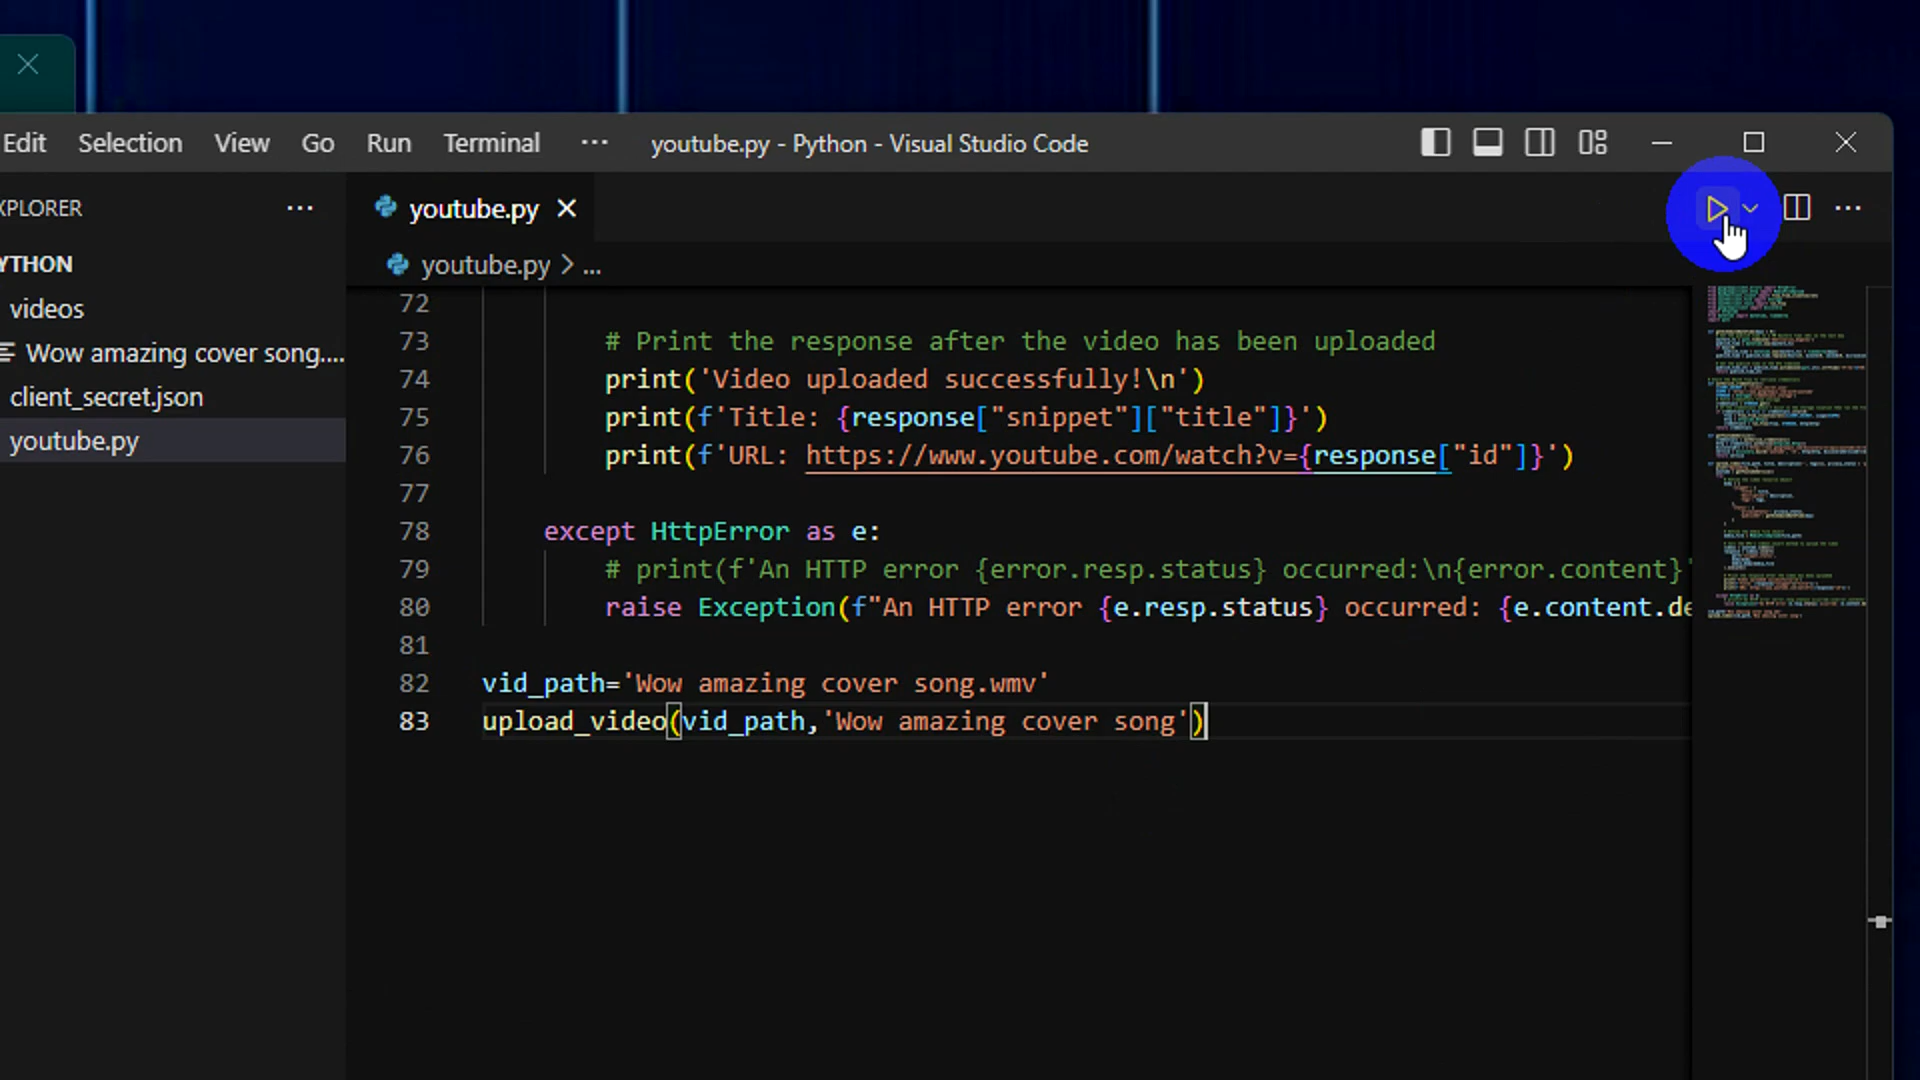 Edit Selection View Go Run Terminal ··· youtube.py - Python - Visual Studio Code
XPLORER ···
youtube.py
YTHON
youtube.py > ...
videos
Wow amazing cover song....
client_secret.json
youtube.py
72
73 # Print the response after the video has been uploaded
74 print('Video uploaded successfully!\n')
75 print(f'Title: {response["snippet"]["title"]}')
76 print(f'URL: https://www.youtube.com/watch?v={response["id"]}')
77
78 except HttpError as e:
79 # print(f'An HTTP error {error.resp.status} occurred:\n{error.content}'
80 raise Exception(f"An HTTP error {e.resp.status} occurred: {e.content.de
81
82 vid_path='Wow amazing cover song.wmv'
83 upload_video(vid_path,'Wow amazing cover song')